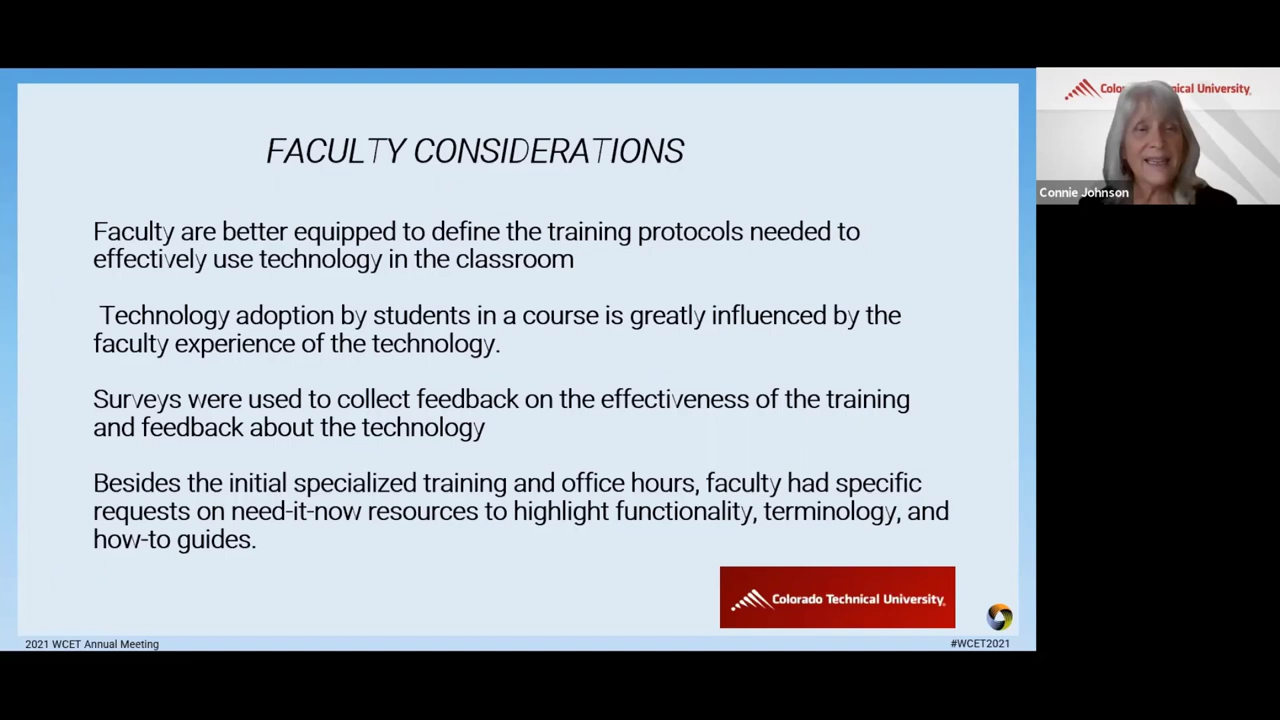 FACULTY CONSIDERATIONS
Faculty are better equipped to define the training protocols needed to
effectively use technology in the classroom
Technology adoption by students in a course is greatly influenced by the
faculty experience of the technology.
Surveys were used to collect feedback on the effectiveness of the training
and feedback about the technology
Besides the initial specialized training and office hours, faculty had specific
requests on need-it-now resources to highlight functionality, terminology, and
how-to guides.
Colorado Technical University
2021 WCET Annual Meeting
#WCET2021
Colo nical University
Connie Johnson